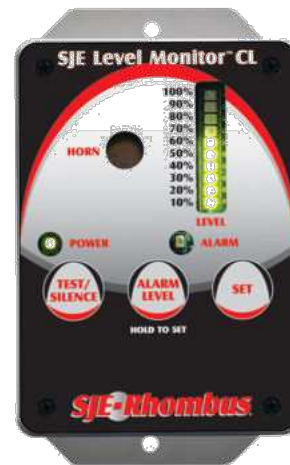 SJE Level Monitor™ CL
100%
90%
80%
70%
60%
50%
40%
30%
20%
10%
HORN
LEVEL
POWER
ALARM
TEST/
SILENCE
ALARM
LEVEL
SET
HOLD TO SET
SJE-Rhombus